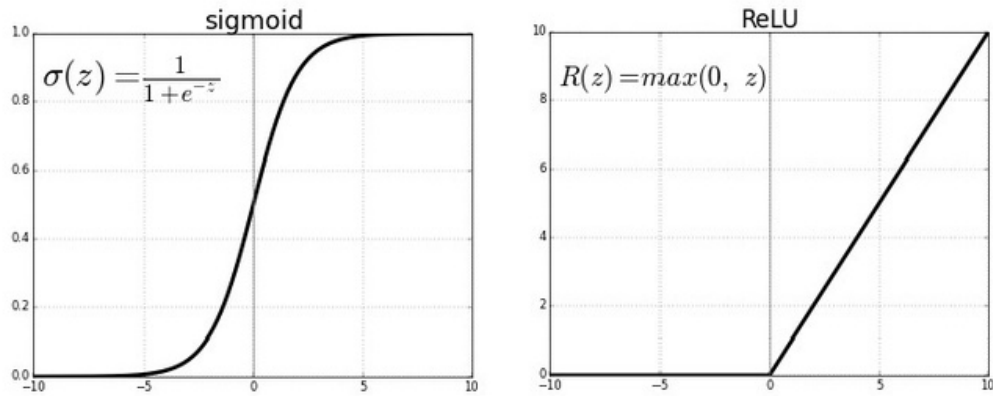 sigmoid
σ(z) = 1/(1+e^{-z})
1.0
0.8
0.6
0.4
0.2
0.0
−10 −5 0 5 10
ReLU
R(z) = max(0, z)
10
8
6
4
2
0
−10 −5 0 5 10